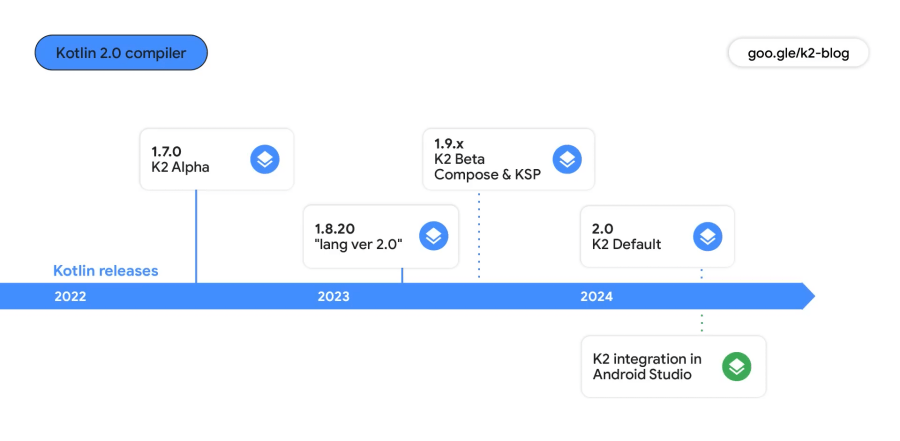 Kotlin 2.0 compiler
goo.gle/k2-blog
1.7.0
K2 Alpha
1.9.x
K2 Beta
Compose & KSP
1.8.20
"lang ver 2.0"
2.0
K2 Default
Kotlin releases
2022
2023
2024
K2 integration in
Android Studio